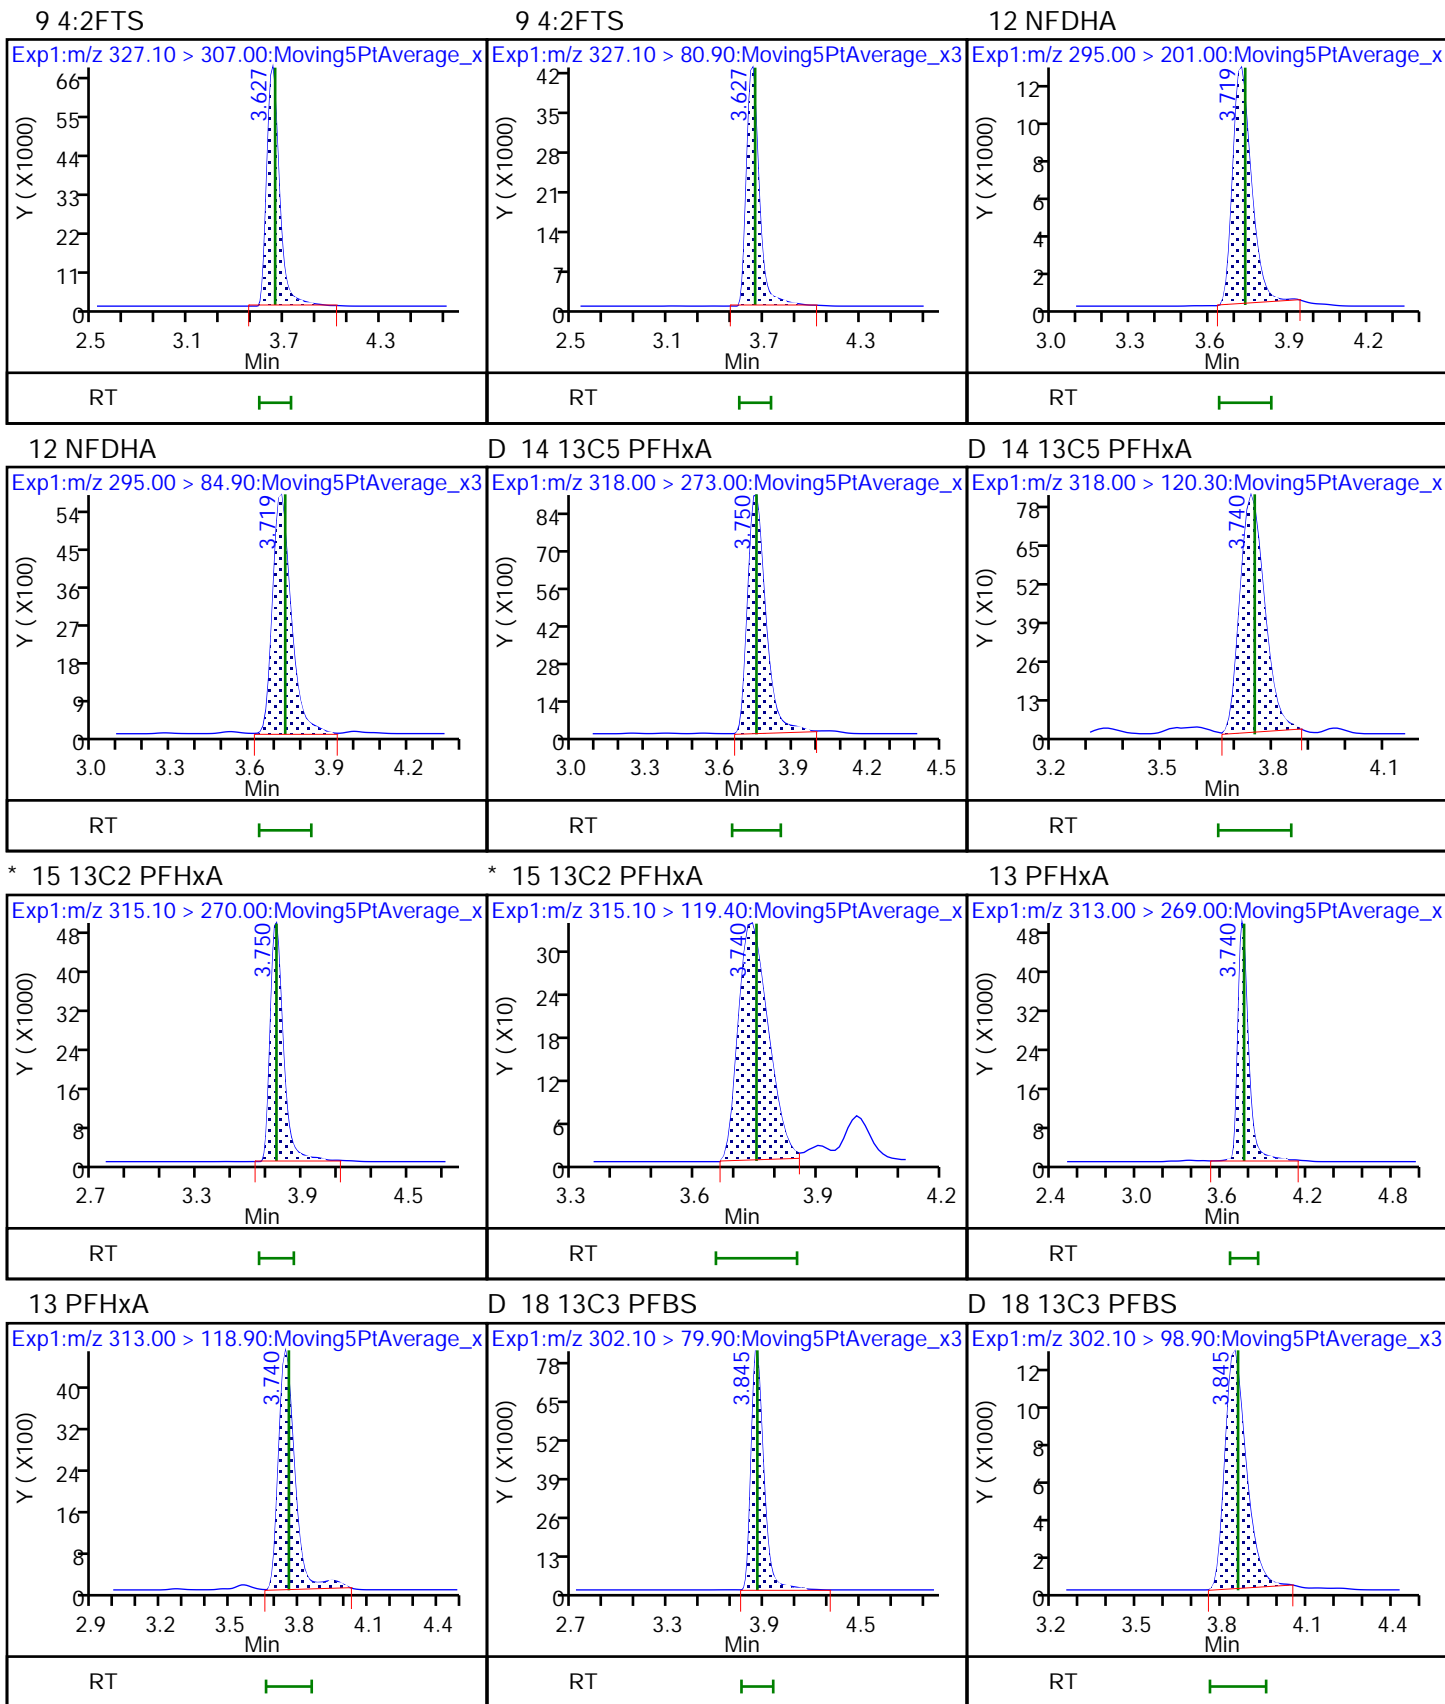 9 4:2FTS
Exp1:m/z 327.10 > 307.00:Moving5PtAverage_x
3.627
Y ( X1000)
66
55
44
33
22
11
0
2.5 3.1 3.7 4.3
Min
RT
9 4:2FTS
Exp1:m/z 327.10 > 80.90:Moving5PtAverage_x3
3.627
Y ( X1000)
42
35
28
21
14
7
0
2.5 3.1 3.7 4.3
Min
RT
12 NFDHA
Exp1:m/z 295.00 > 201.00:Moving5PtAverage_x
3.719
Y ( X1000)
12
10
8
6
4
2
0
3.0 3.3 3.6 3.9 4.2
Min
RT
12 NFDHA
Exp1:m/z 295.00 > 84.90:Moving5PtAverage_x3
3.719
Y ( X100)
54
45
36
27
18
9
0
3.0 3.3 3.6 3.9 4.2
Min
RT
D 14 13C5 PFHxA
Exp1:m/z 318.00 > 273.00:Moving5PtAverage_x
3.750
Y ( X100)
84
70
56
42
28
14
0
3.0 3.3 3.6 3.9 4.2 4.5
Min
RT
D 14 13C5 PFHxA
Exp1:m/z 318.00 > 120.30:Moving5PtAverage_x
3.740
Y ( X10)
78
65
52
39
26
13
0
3.2 3.5 3.8 4.1
Min
RT
* 15 13C2 PFHxA
Exp1:m/z 315.10 > 270.00:Moving5PtAverage_x
3.750
Y ( X1000)
48
40
32
24
16
8
0
2.7 3.3 3.9 4.5
Min
RT
* 15 13C2 PFHxA
Exp1:m/z 315.10 > 119.40:Moving5PtAverage_x
3.740
Y ( X10)
30
24
18
12
6
0
3.3 3.6 3.9 4.2
Min
RT
13 PFHxA
Exp1:m/z 313.00 > 269.00:Moving5PtAverage_x
3.740
Y ( X1000)
48
40
32
24
16
8
0
2.4 3.0 3.6 4.2 4.8
Min
RT
13 PFHxA
Exp1:m/z 313.00 > 118.90:Moving5PtAverage_x
3.740
Y ( X100)
40
32
24
16
8
0
2.9 3.2 3.5 3.8 4.1 4.4
Min
RT
D 18 13C3 PFBS
Exp1:m/z 302.10 > 79.90:Moving5PtAverage_x3
3.845
Y ( X1000)
78
65
52
39
26
13
0
2.7 3.3 3.9 4.5
Min
RT
D 18 13C3 PFBS
Exp1:m/z 302.10 > 98.90:Moving5PtAverage_x3
3.845
Y ( X1000)
12
10
8
6
4
2
0
3.2 3.5 3.8 4.1 4.4
Min
RT